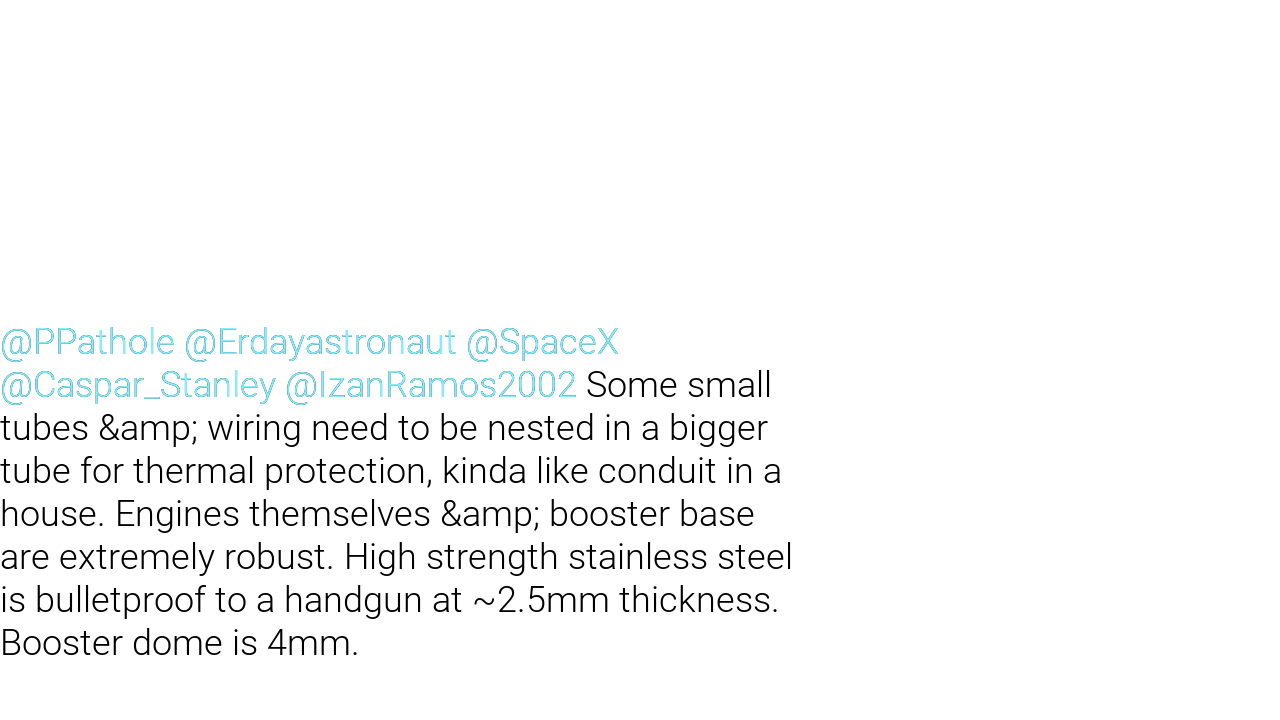 @PPathole @Erdayastronaut @SpaceX
@Caspar_Stanley @IzanRamos2002 Some small
tubes &amp; wiring need to be nested in a bigger
tube for thermal protection, kinda like conduit in a
house. Engines themselves &amp; booster base
are extremely robust. High strength stainless steel
is bulletproof to a handgun at ~2.5mm thickness.
Booster dome is 4mm.